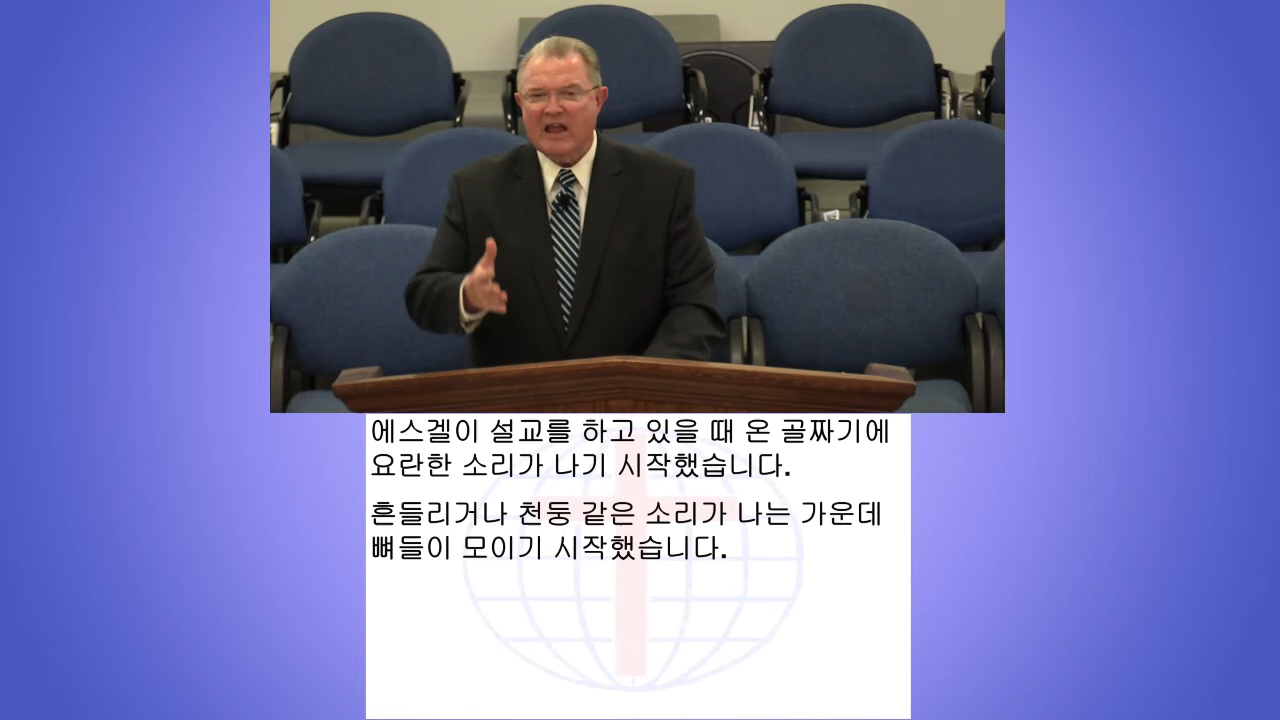 에스겔이 설교를 하고 있을 때 온 골짜기에
요란한 소리가 나기 시작했습니다.
흔들리거나 천둥 같은 소리가 나는 가운데
뼈들이 모이기 시작했습니다.